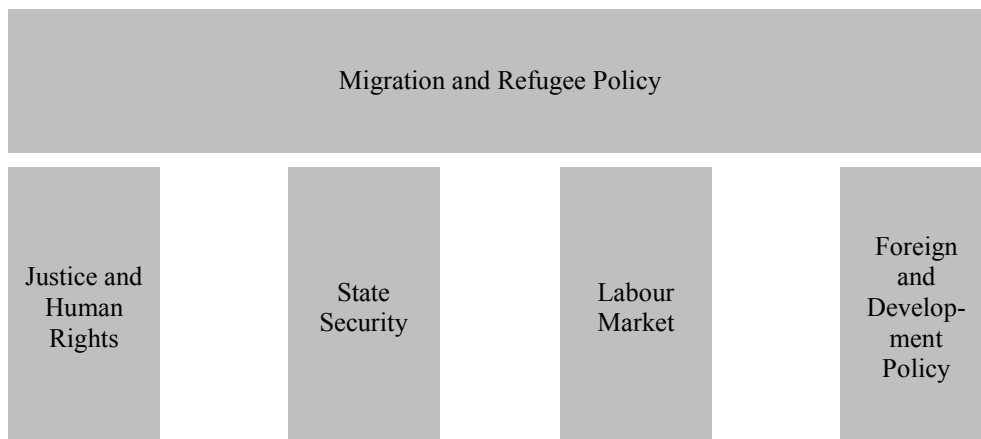 Migration and Refugee Policy
Justice and
Human
Rights
State
Security
Labour
Market
Foreign
and
Develop-
ment
Policy